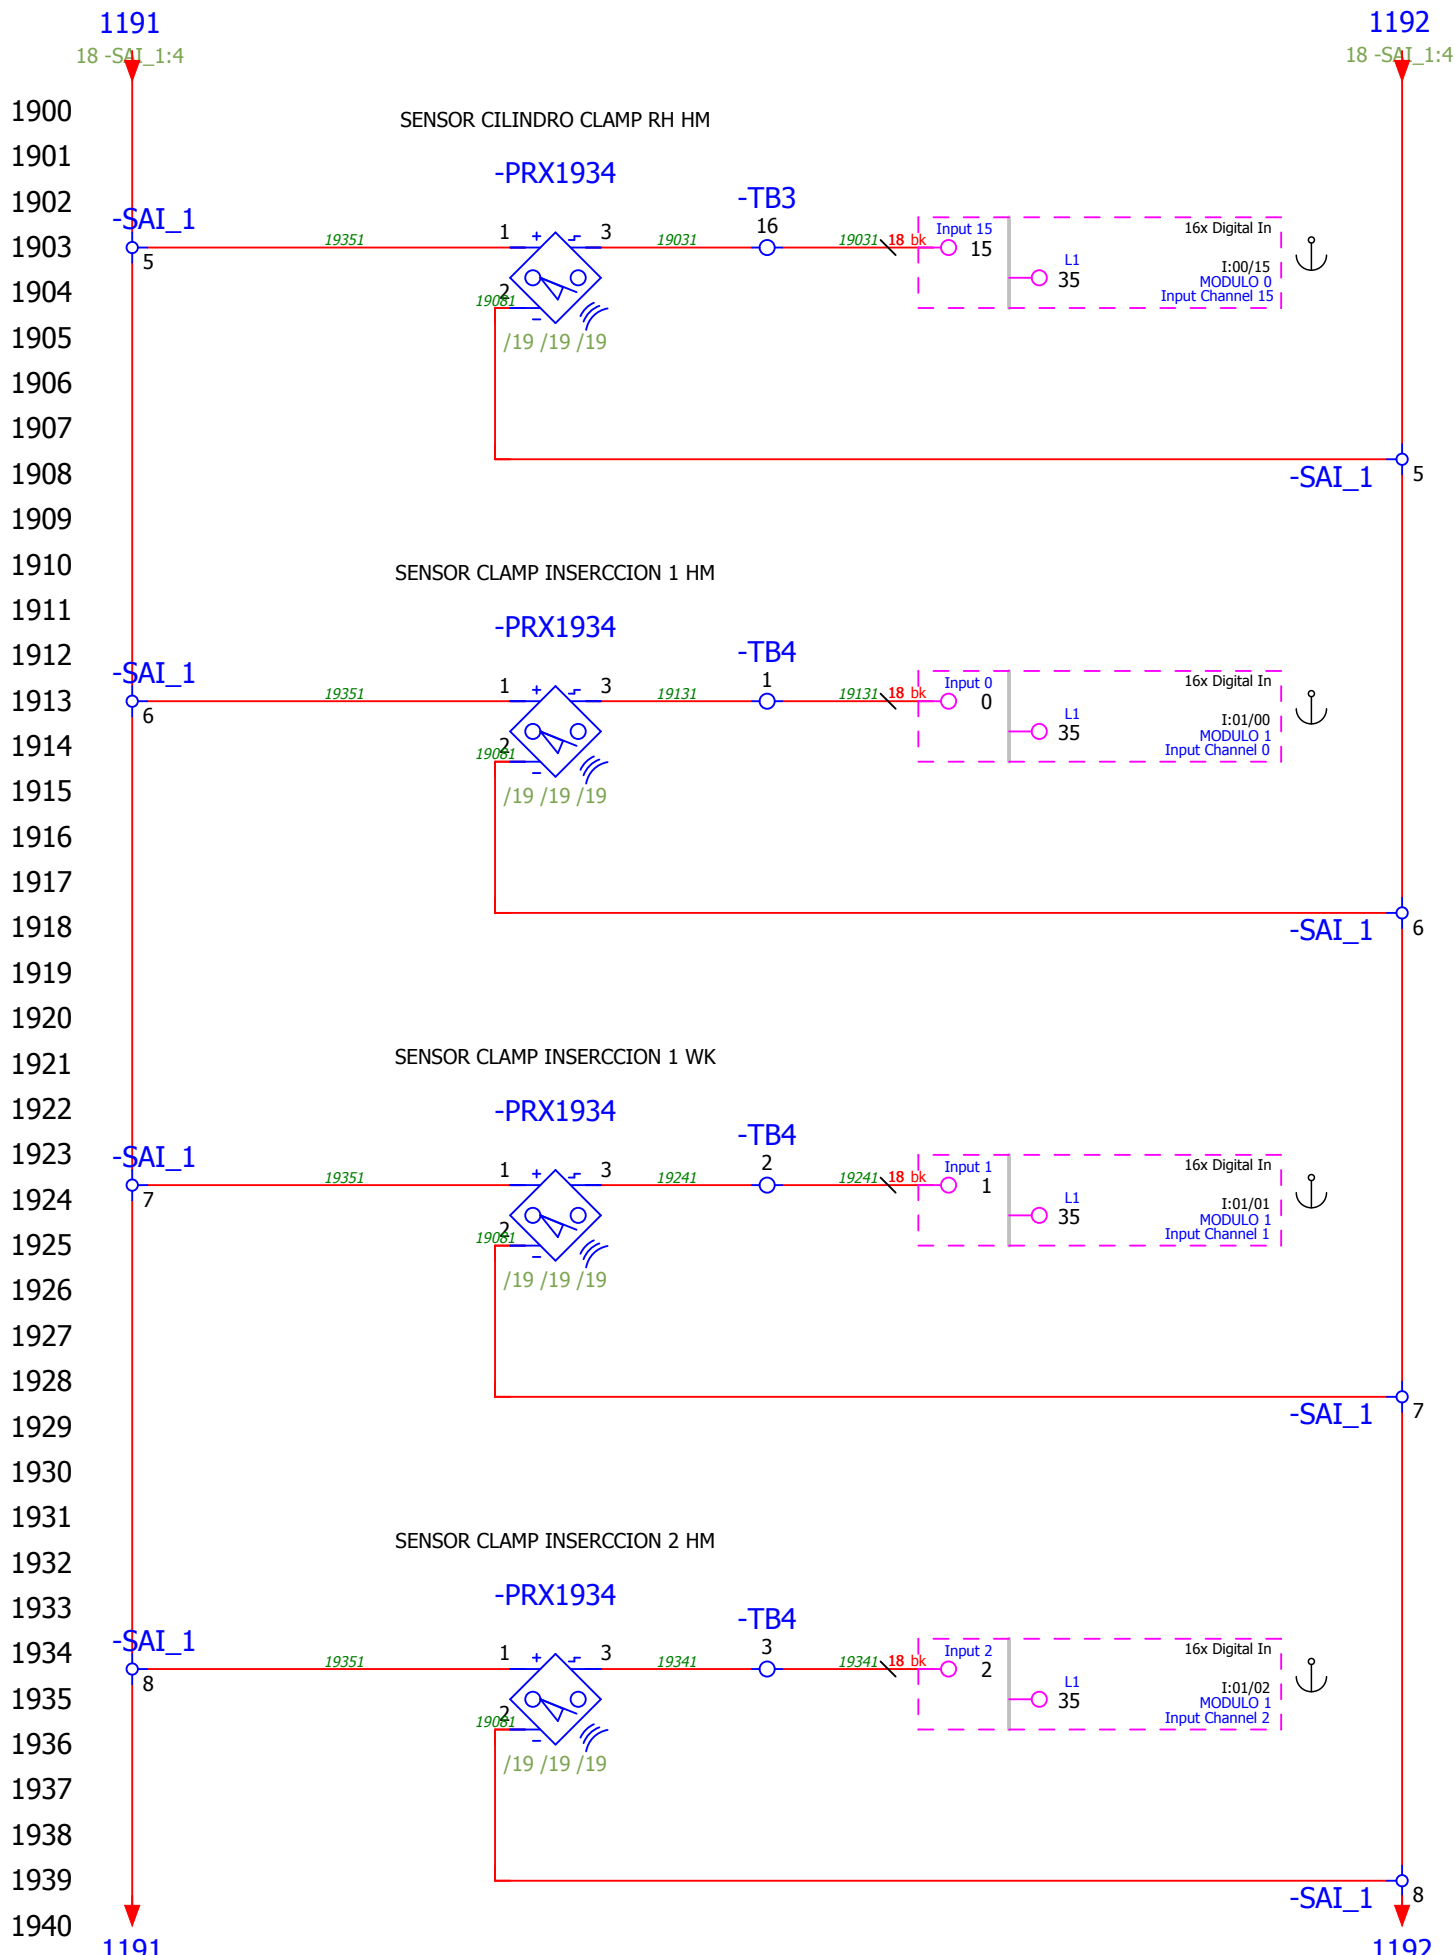 1191
1192
18 -SAI_1:4
18 -SAI_1:4
1900
SENSOR CILINDRO CLAMP RH HM
1901
-PRX1934
1902
-TB3
-SAI_1
16
Input 15
16x Digital In
1903
5
19351
1
3
19031
19031
18 bk
15
L1
35
I:00/15
MODULO 0
Input Channel 15
1904
2
19081
1905
/19 /19 /19
1906
1907
1908
-SAI_1
5
1909
1910
SENSOR CLAMP INSERCCION 1 HM
1911
-PRX1934
1912
-TB4
-SAI_1
1
Input 0
16x Digital In
1913
6
19351
1
3
19131
19131
18 bk
0
L1
35
I:01/00
MODULO 1
Input Channel 0
1914
2
19081
1915
/19 /19 /19
1916
1917
1918
-SAI_1
6
1919
1920
1921
SENSOR CLAMP INSERCCION 1 WK
1922
-PRX1934
1923
-TB4
-SAI_1
2
Input 1
16x Digital In
19351
1
3
19241
19241
18 bk
1
1924
7
L1
35
I:01/01
MODULO 1
Input Channel 1
1925
2
19081
1926
/19 /19 /19
1927
1928
1929
-SAI_1
7
1930
1931
SENSOR CLAMP INSERCCION 2 HM
1932
1933
-PRX1934
-TB4
1934
-SAI_1
3
Input 2
16x Digital In
19351
1
3
19341
19341
18 bk
2
1935
8
L1
35
I:01/02
MODULO 1
Input Channel 2
1936
2
19081
/19 /19 /19
1937
1938
1939
-SAI_1
8
1940
1191
1192